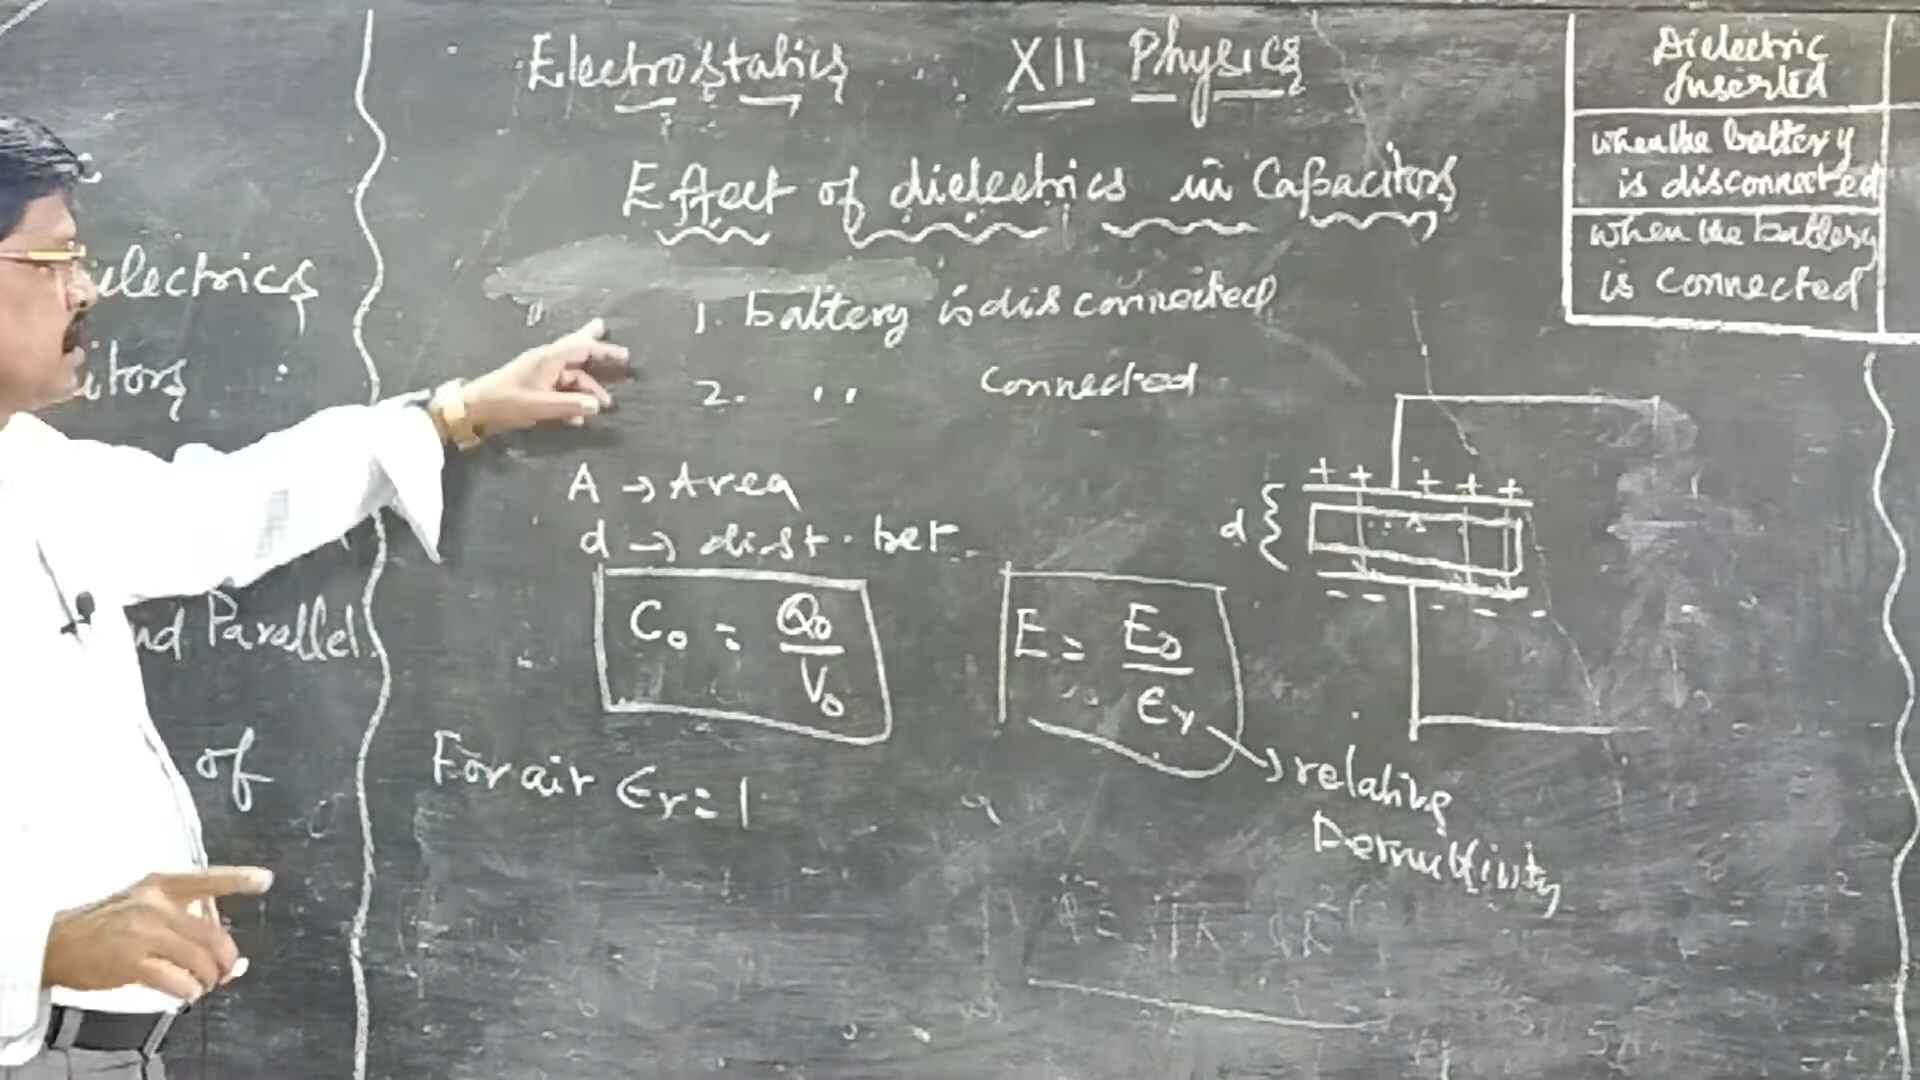 Electrostatics XII Physics
Effect of dielectrics in Capacitors
1. battery is disconnected
2. ,, connected
A → Area
d → dist. bet
C₀ = Q₀/V₀
E = E₀/εr
→ relative
permittivity
For air εr = 1
+ + + + +
d {
- - - - - -
Dielectric
Inserted
when the battery
is disconnected
when the battery
is connected
electrics
itors
nd Parallel
of